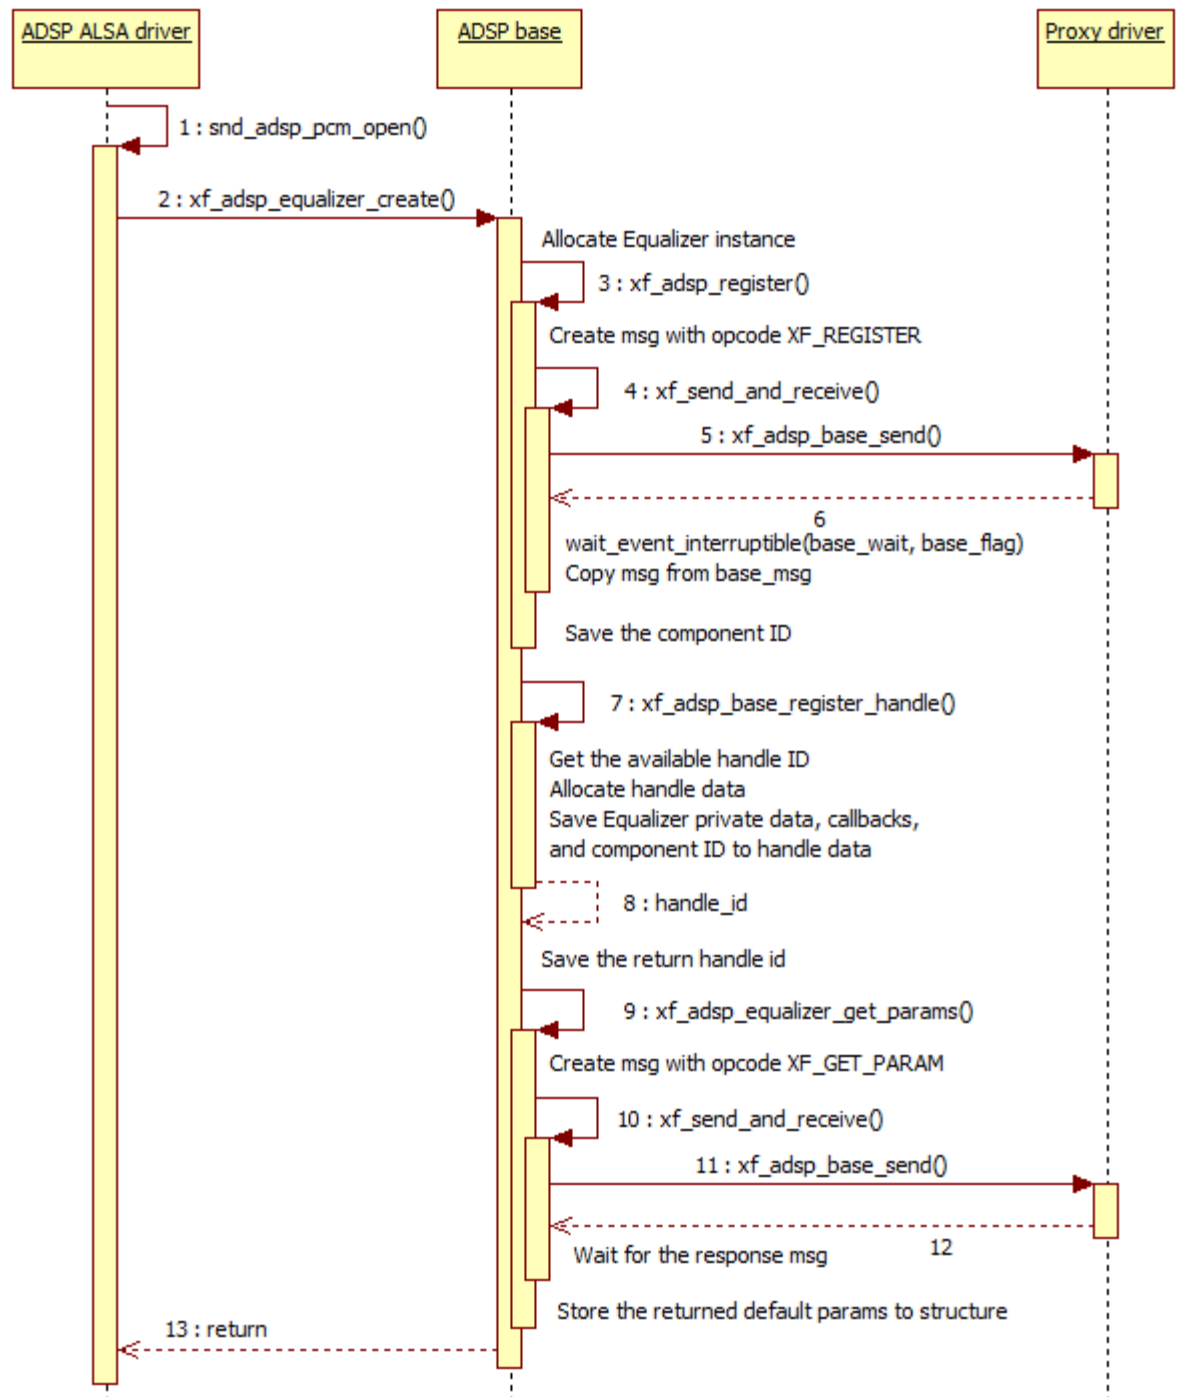 ADSP ALSA driver
ADSP base
Proxy driver
1 : snd_adsp_pcm_open()
2 : xf_adsp_equalizer_create()
Allocate Equalizer instance
3 : xf_adsp_register()
Create msg with opcode XF_REGISTER
4 : xf_send_and_receive()
5 : xf_adsp_base_send()
6
wait_event_interruptible(base_wait, base_flag)
Copy msg from base_msg
Save the component ID
7 : xf_adsp_base_register_handle()
Get the available handle ID
Allocate handle data
Save Equalizer private data, callbacks,
and component ID to handle data
8 : handle_id
Save the return handle id
9 : xf_adsp_equalizer_get_params()
Create msg with opcode XF_GET_PARAM
10 : xf_send_and_receive()
11 : xf_adsp_base_send()
12
Wait for the response msg
Store the returned default params to structure
13 : return